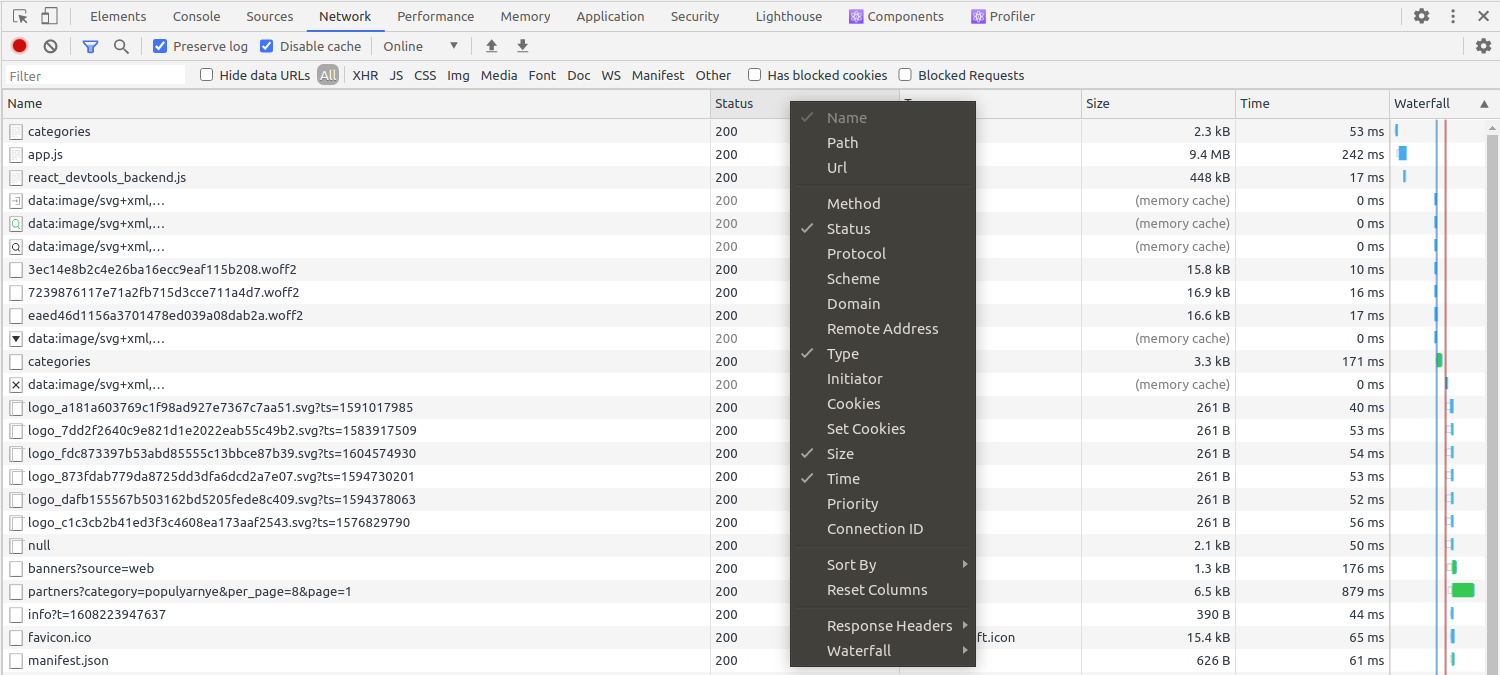 Elements Console Sources Network Performance Memory Application Security Lighthouse Components Profiler
Preserve log Disable cache Online
Filter Hide data URLs All XHR JS CSS Img Media Font Doc WS Manifest Other Has blocked cookies Blocked Requests
Name Status Size Time Waterfall
categories 200 2.3 kB 53 ms
app.js 200 9.4 MB 242 ms
react_devtools_backend.js 200 448 kB 17 ms
data:image/svg+xml,... 200 (memory cache) 0 ms
data:image/svg+xml,... 200 (memory cache) 0 ms
data:image/svg+xml,... 200 (memory cache) 0 ms
3ec14e8b2c4e26ba16ecc9eaf115b208.woff2 200 15.8 kB 10 ms
7239876117e71a2fb715d3cce711a4d7.woff2 200 16.9 kB 16 ms
eaed46d1156a3701478ed039a08dab2a.woff2 200 16.6 kB 17 ms
data:image/svg+xml,... 200 (memory cache) 0 ms
categories 200 3.3 kB 171 ms
data:image/svg+xml,... 200 (memory cache) 0 ms
logo_a181a603769c1f98ad927e7367c7aa51.svg?ts=1591017985 200 261 B 40 ms
logo_7dd2f2640c9e821d1e2022eab55c49b2.svg?ts=1583917509 200 261 B 53 ms
logo_fdc873397b53abd85555c13bbce87b39.svg?ts=1604574930 200 261 B 54 ms
logo_873fdab779da8725dd3dfa6dcd2a7e07.svg?ts=1594730201 200 261 B 53 ms
logo_dafb155567b503162bd5205fede8c409.svg?ts=1594378063 200 261 B 52 ms
logo_c1c3cb2b41ed3f3c4608ea173aaf2543.svg?ts=1576829790 200 261 B 56 ms
null 200 2.1 kB 50 ms
banners?source=web 200 1.3 kB 176 ms
partners?category=populyarnye&per_page=8&page=1 200 6.5 kB 879 ms
info?t=1608223947637 200 390 B 44 ms
favicon.ico 200 ft.icon 15.4 kB 65 ms
manifest.json 200 626 B 61 ms
Name
Path
Url
Method
Status
Protocol
Scheme
Domain
Remote Address
Type
Initiator
Cookies
Set Cookies
Size
Time
Priority
Connection ID
Sort By
Reset Columns
Response Headers
Waterfall